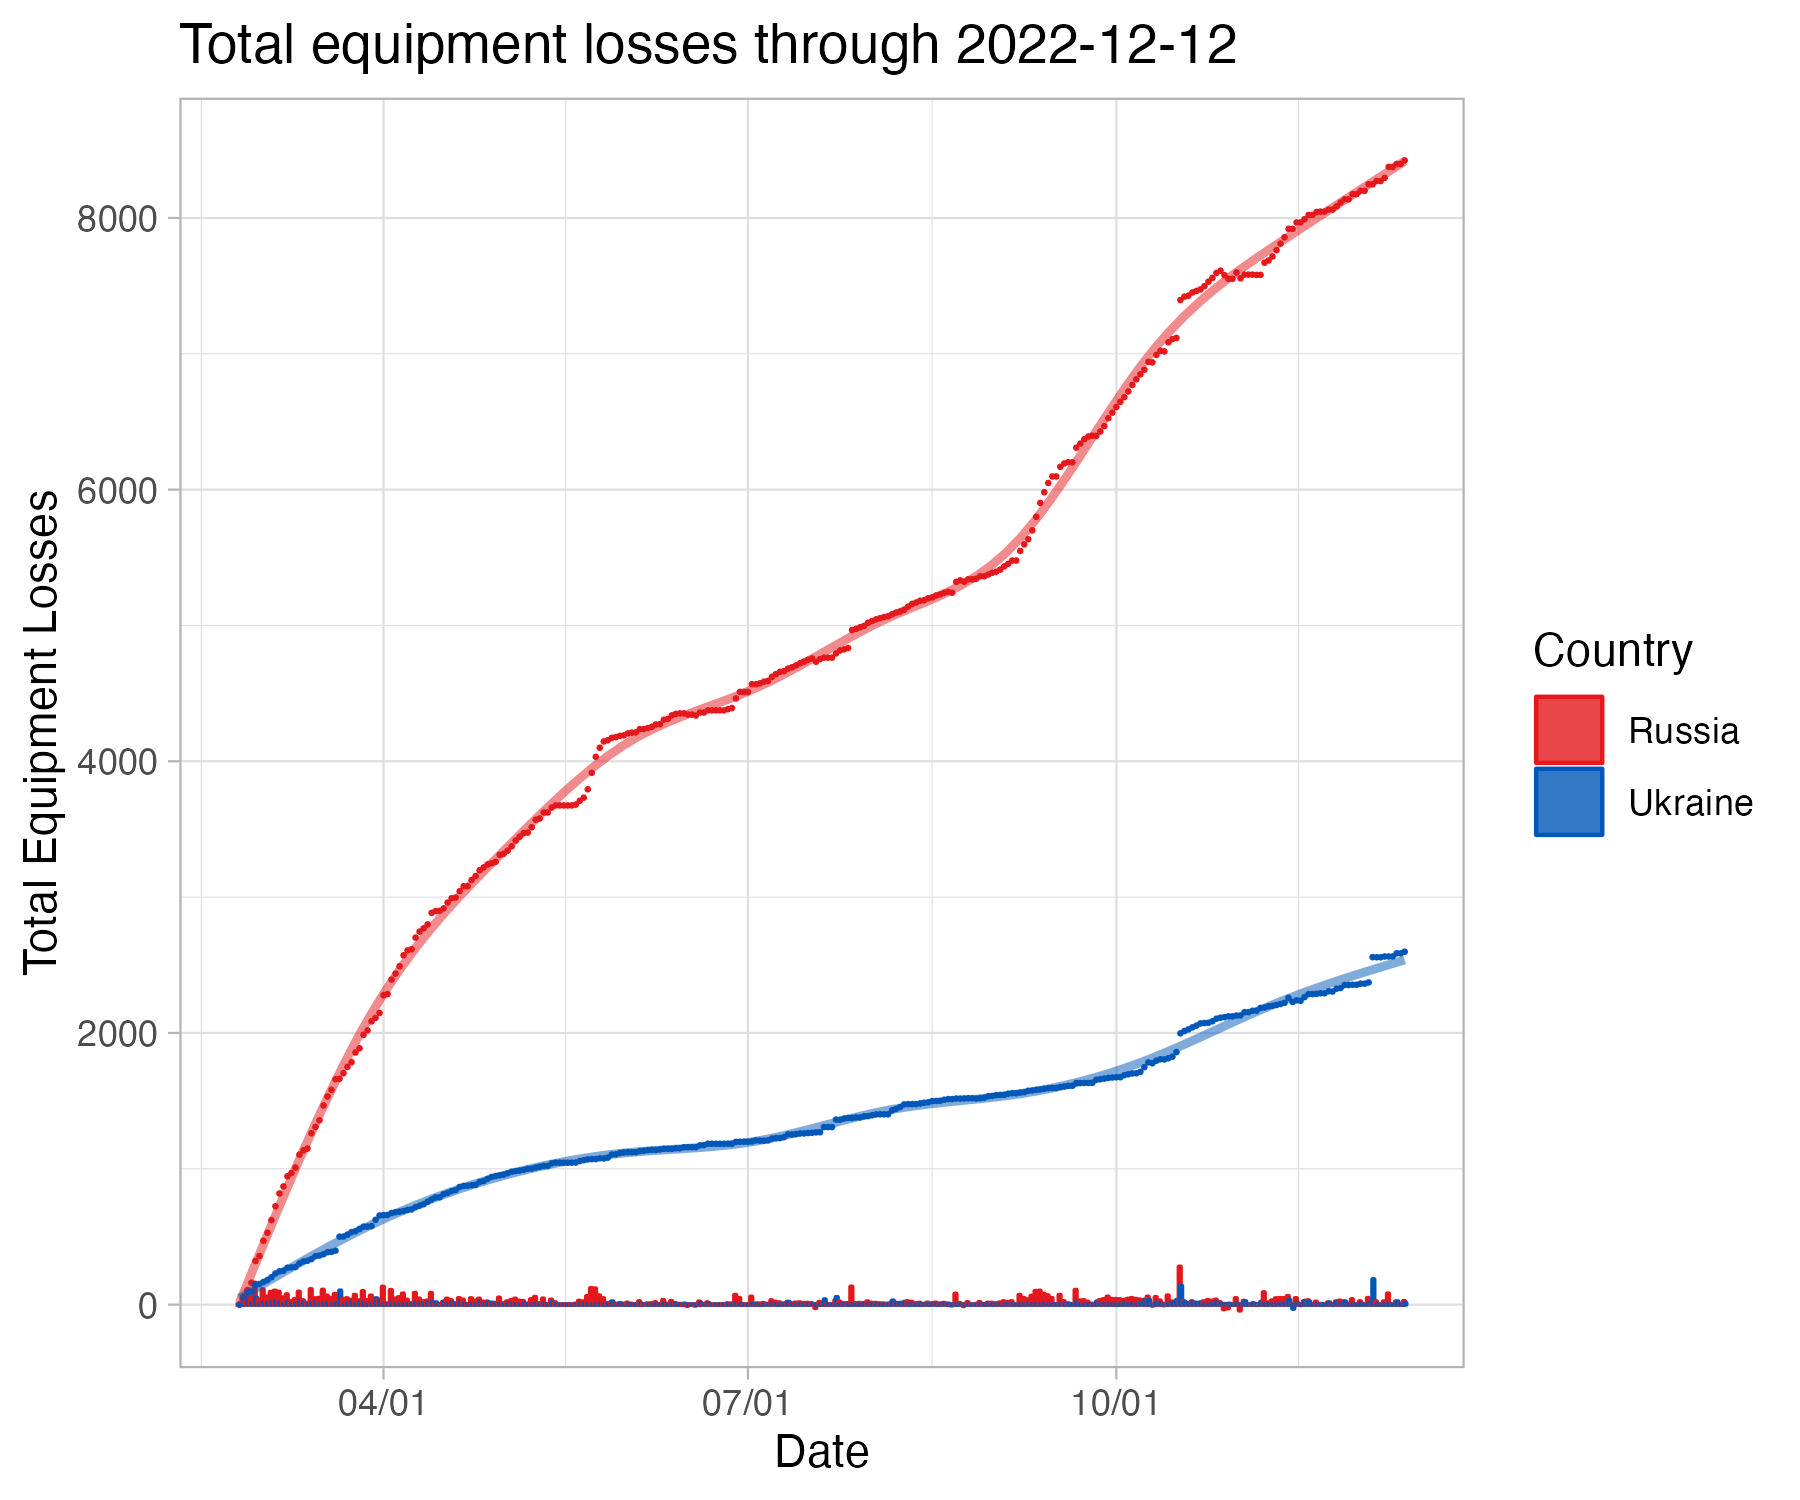 Total equipment losses through 2022-12-12
Total Equipment Losses
8000
6000
4000
2000
0
04/01
07/01
10/01
Date
Country
Russia
Ukraine